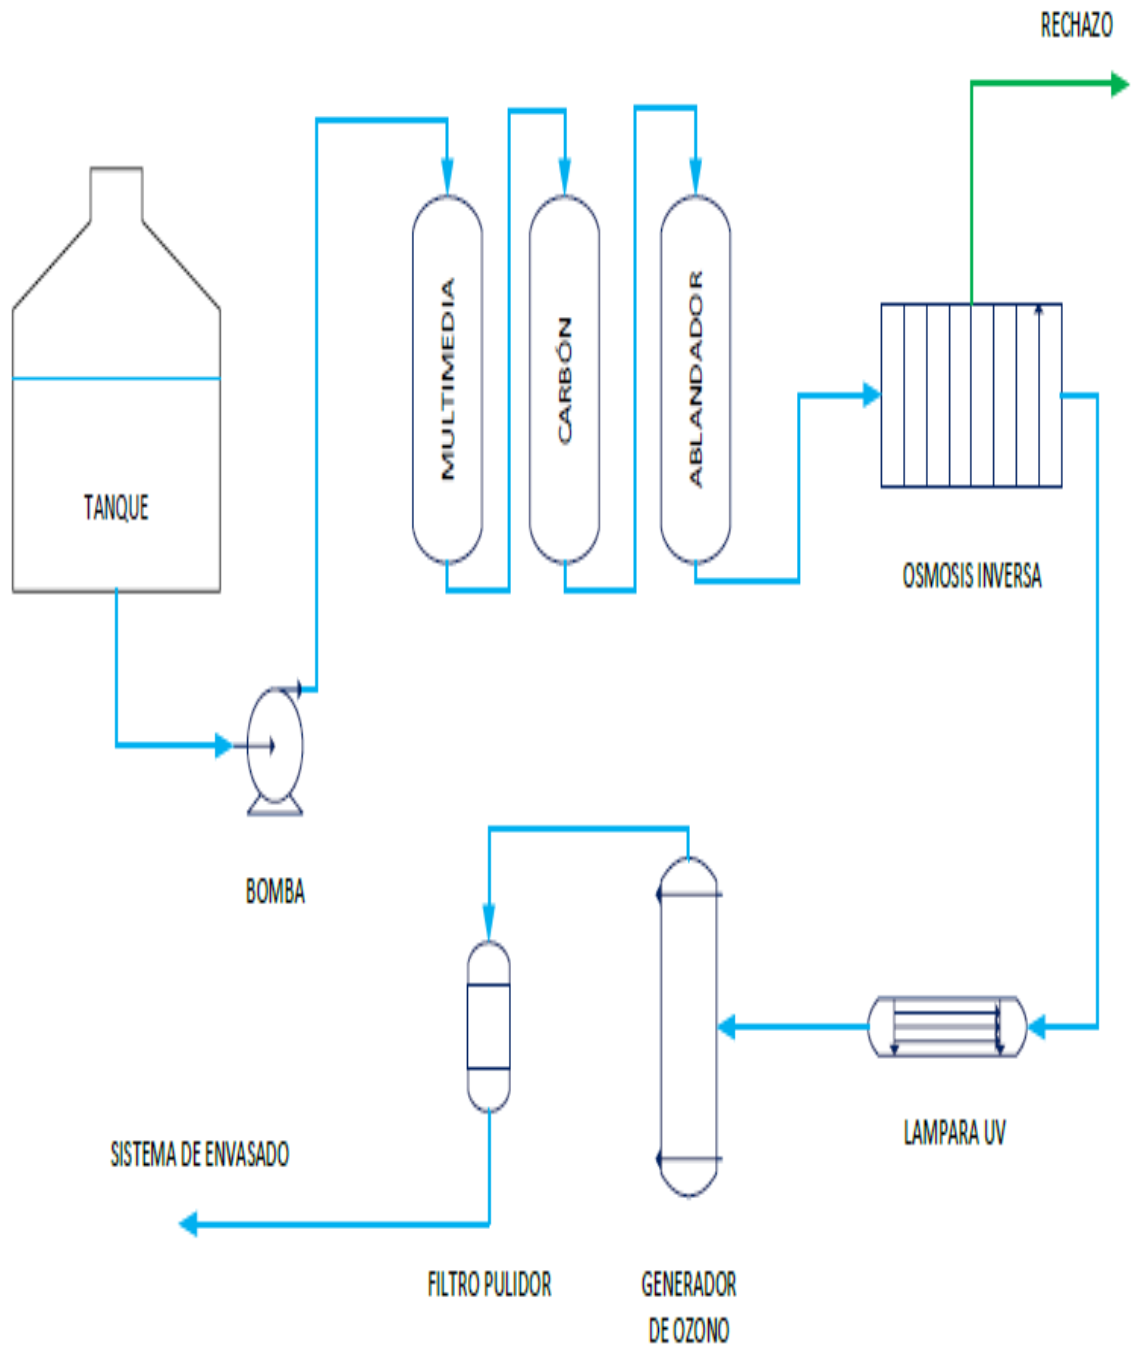 RECHAZO
MULTIMEDIA
CARBÓN
ABLANDADOR
TANQUE
OSMOSIS INVERSA
BOMBA
LAMPARA UV
SISTEMA DE ENVASADO
FILTRO PULIDOR
GENERADOR
DE OZONO